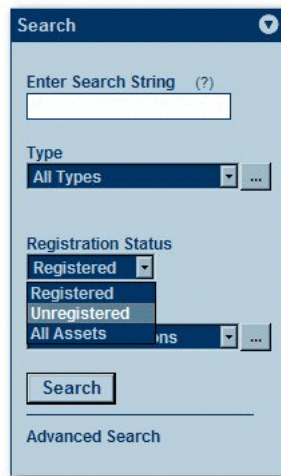 Search
Enter Search String (?)
Type
All Types ...
Registration Status
Registered
Registered
Unregistered
All Assets
ons ...
Search
Advanced Search